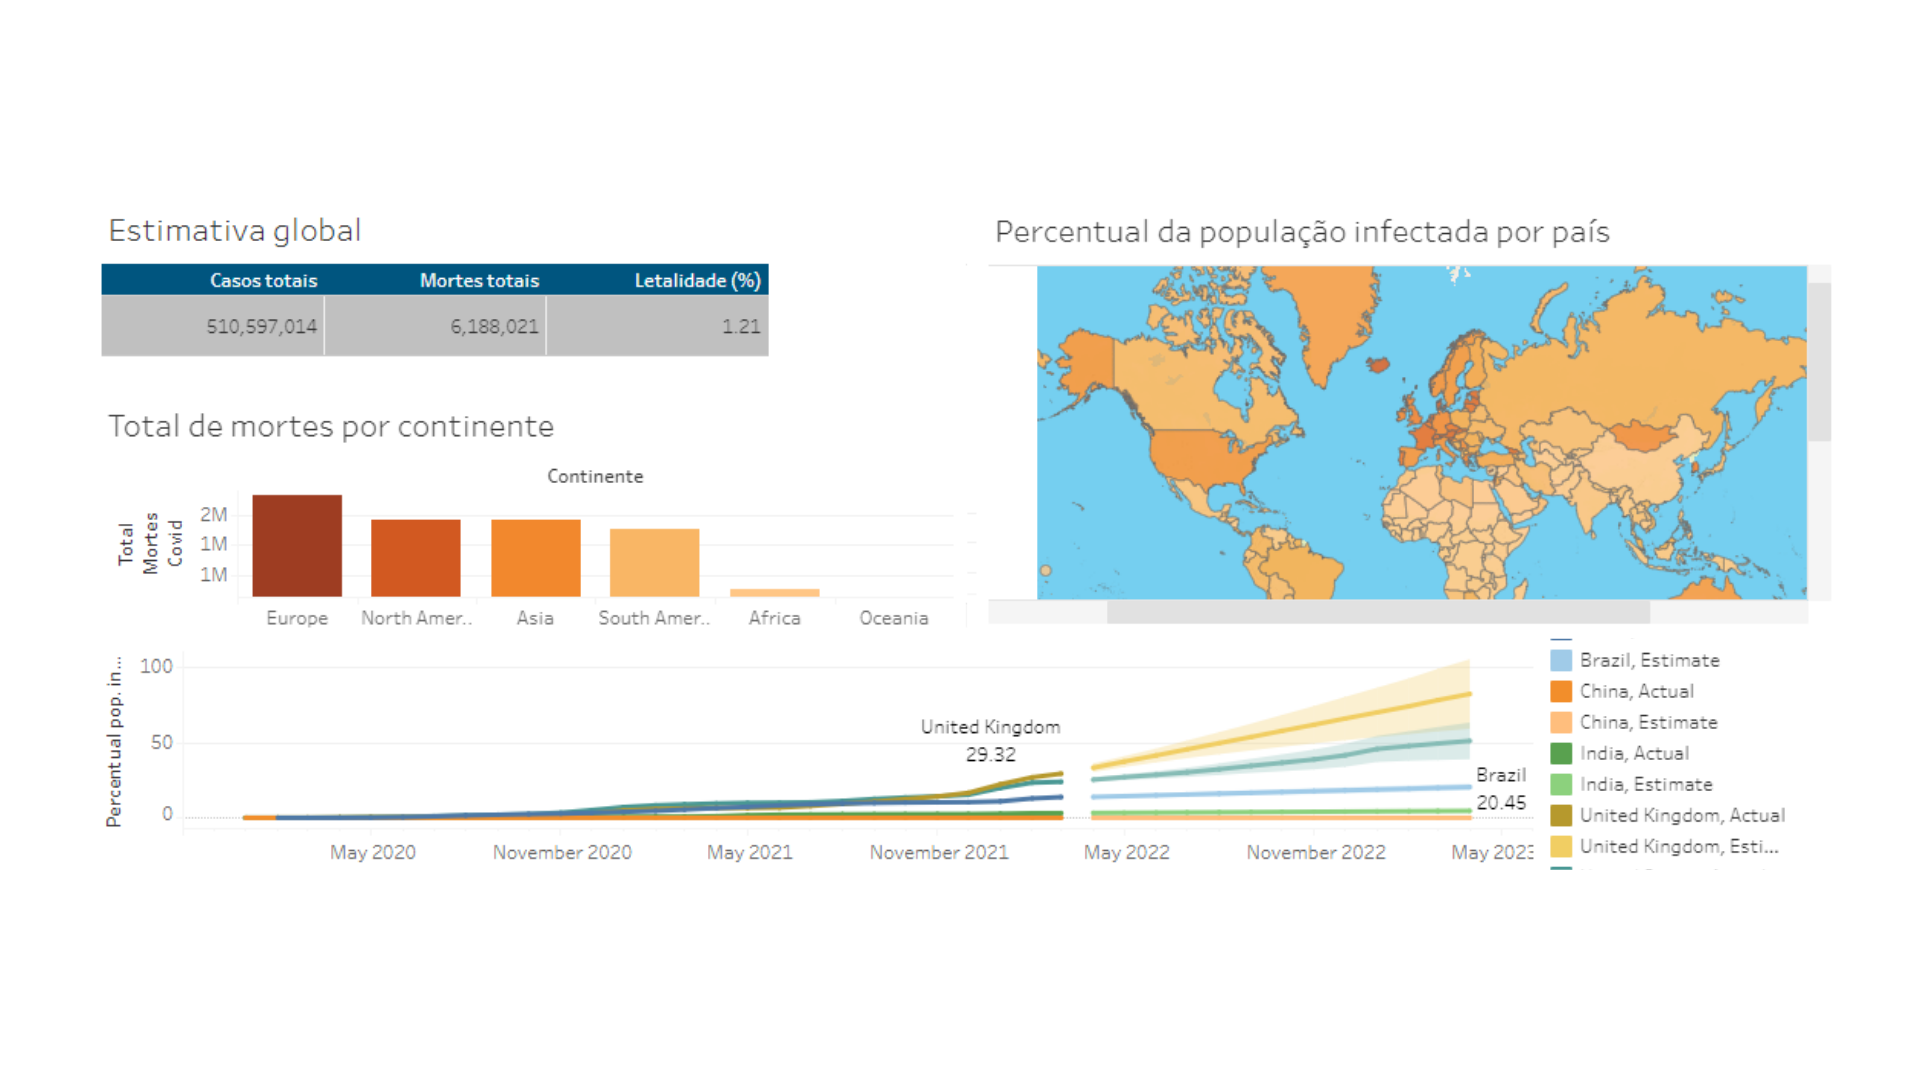 Estimativa global
Casos totais Mortes totais Letalidade (%)
510,597,014 6,188,021 1.21
Total de mortes por continente
Continente
Total
Mortes
Covid
2M
1M
1M
Europe North Amer.. Asia South Amer.. Africa Oceania
Percentual da população infectada por país
Percentual pop. in...
100
50
0
United Kingdom
29.32
Brazil
20.45
May 2020 November 2020 May 2021 November 2021 May 2022 November 2022 May 2023
Brazil, Estimate
China, Actual
China, Estimate
India, Actual
India, Estimate
United Kingdom, Actual
United Kingdom, Esti...